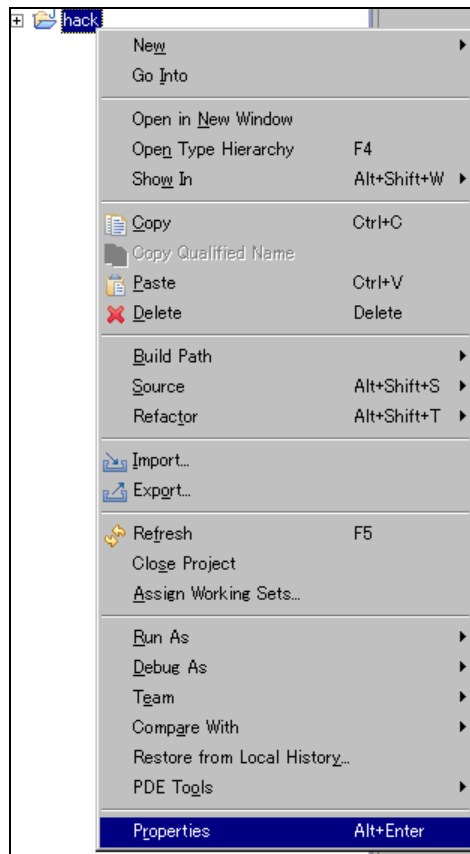 hack
New
Go Into
Open in New Window
Open Type Hierarchy F4
Show In Alt+Shift+W
Copy Ctrl+C
Copy Qualified Name
Paste Ctrl+V
Delete Delete
Build Path
Source Alt+Shift+S
Refactor Alt+Shift+T
Import...
Export...
Refresh F5
Close Project
Assign Working Sets...
Run As
Debug As
Team
Compare With
Restore from Local History...
PDE Tools
Properties Alt+Enter